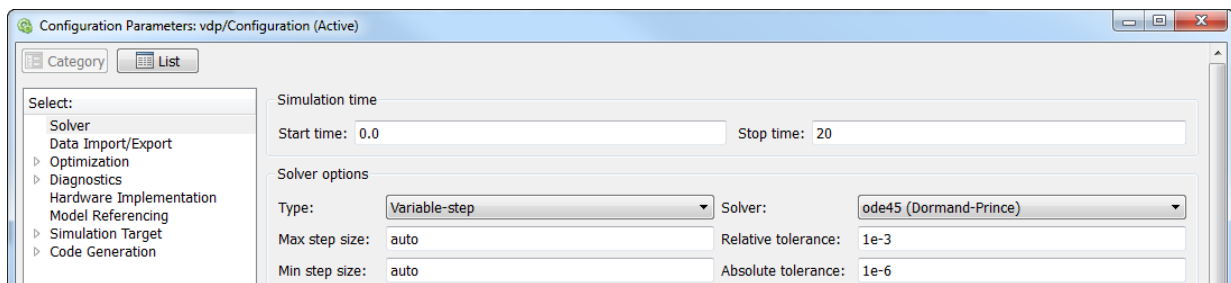 Configuration Parameters: vdp/Configuration (Active)
Category List
Select:
Solver
Data Import/Export
Optimization
Diagnostics
Hardware Implementation
Model Referencing
Simulation Target
Code Generation
Simulation time
Start time: 0.0 Stop time: 20
Solver options
Type: Variable-step Solver: ode45 (Dormand-Prince)
Max step size: auto Relative tolerance: 1e-3
Min step size: auto Absolute tolerance: 1e-6